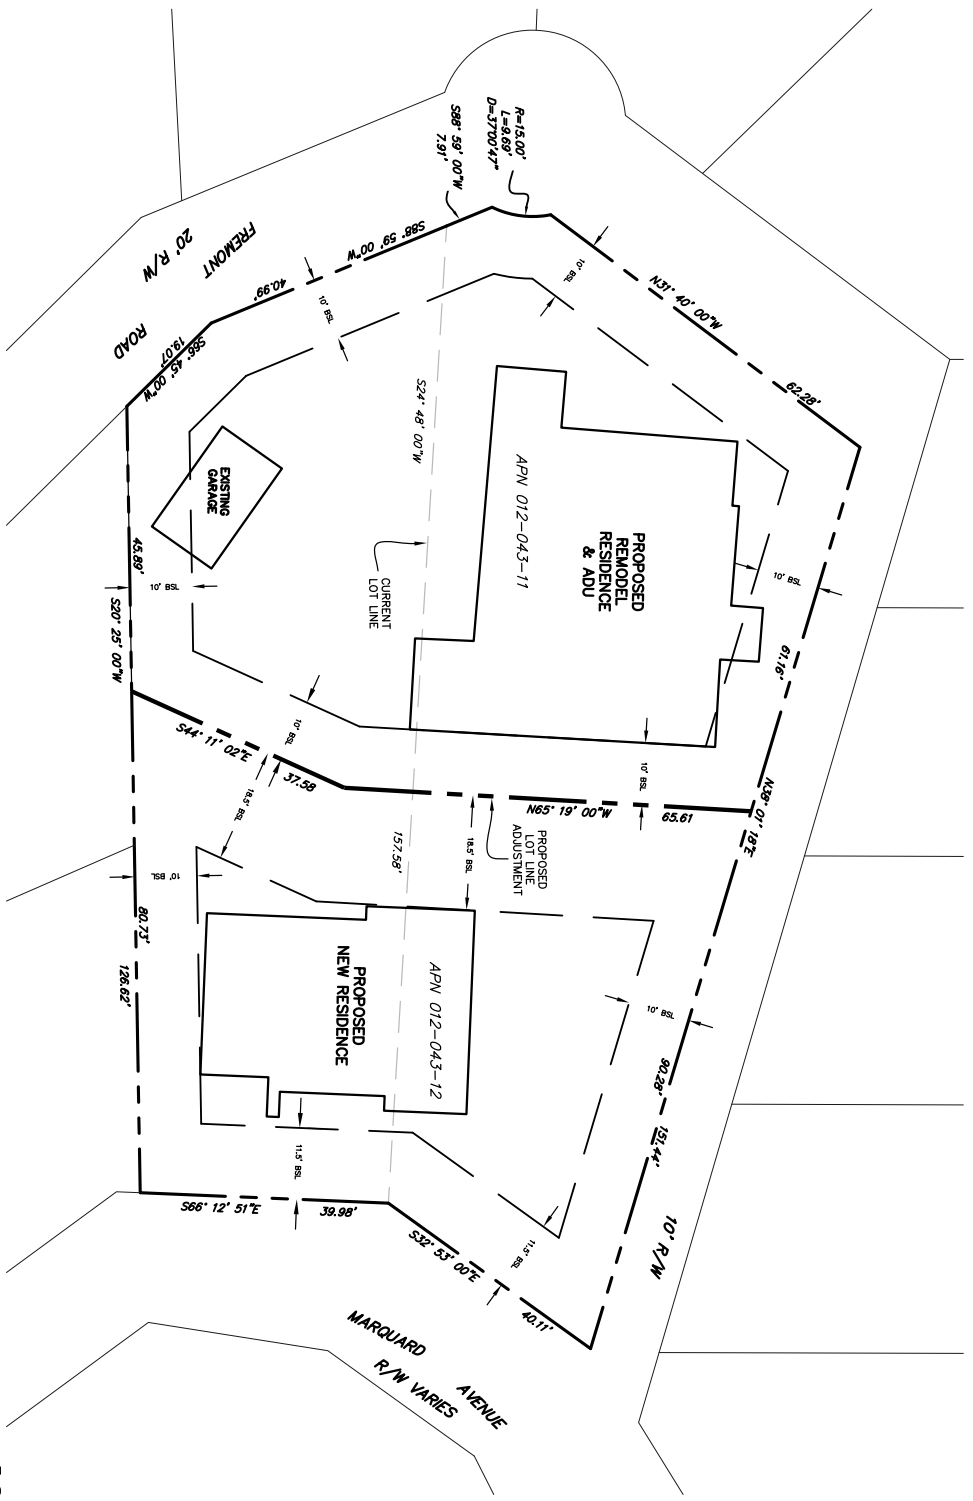 R=15.00'
L=9.69'
D=37°00'47"
S88° 59' 00"W
7.91'
FREMONT
ROAD
20' R/W
S88° 59' 00"W
40.99'
S66° 45' 00"W
19.07'
N31° 40' 00"W
62.28'
10' BSL
10' BSL
S24° 48' 00"W
APN 012-043-11
PROPOSED
REMODEL
RESIDENCE
& ADU
EXISTING
GARAGE
CURRENT
LOT LINE
10' BSL
61.16'
45.89'
S20° 25' 00"W
10' BSL
10' BSL
10' BSL
S44° 11' 02"E
37.58
N65° 19' 00"W
65.61
N38° 01' 18"E
18.5' BSL
18.5' BSL
PROPOSED
LOT LINE
ADJUSTMENT
157.58'
10' BSL
80.73'
126.62'
PROPOSED
NEW RESIDENCE
APN 012-043-12
10' BSL
90.28'
151.44'
10' R/W
11.5' BSL
11.5' BSL
S66° 12' 51"E
39.98'
S32° 53' 00"E
40.11'
MARQUARD
AVENUE
R/W VARIES